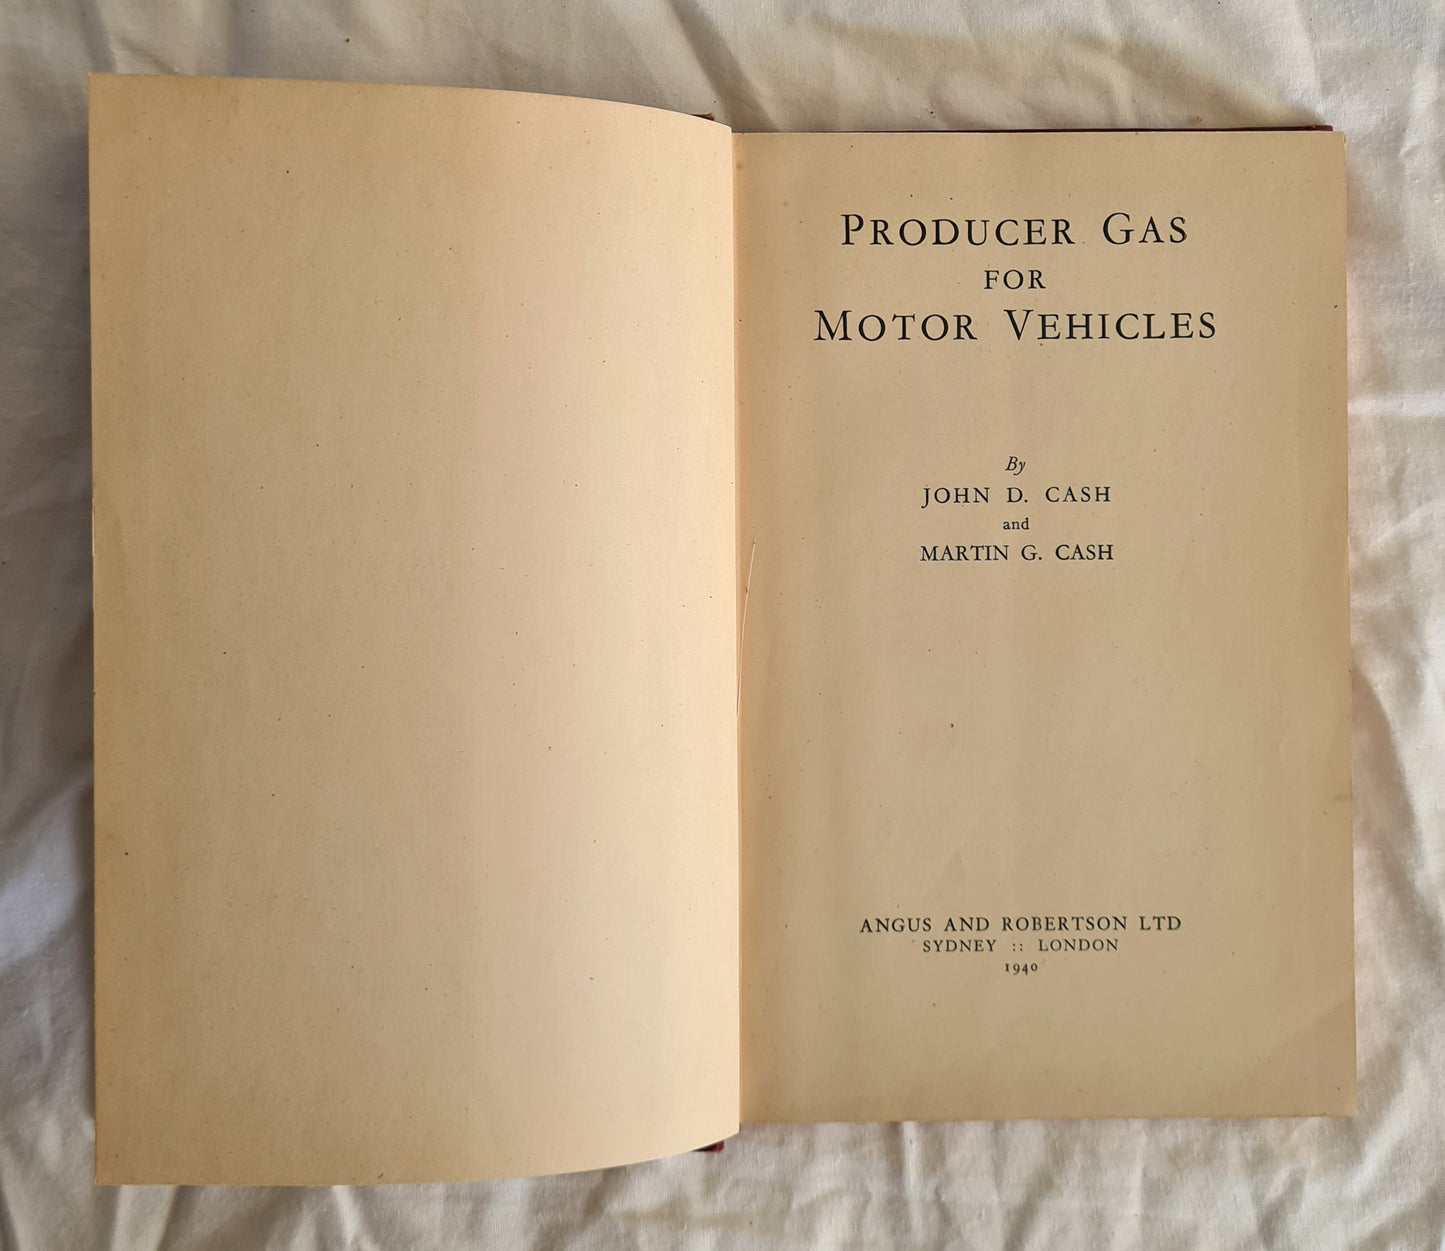 PRODUCER GAS
FOR
MOTOR VEHICLES
By
JOHN D. CASH
and
MARTIN G. CASH
ANGUS AND ROBERTSON LTD
SYDNEY :: LONDON
1940